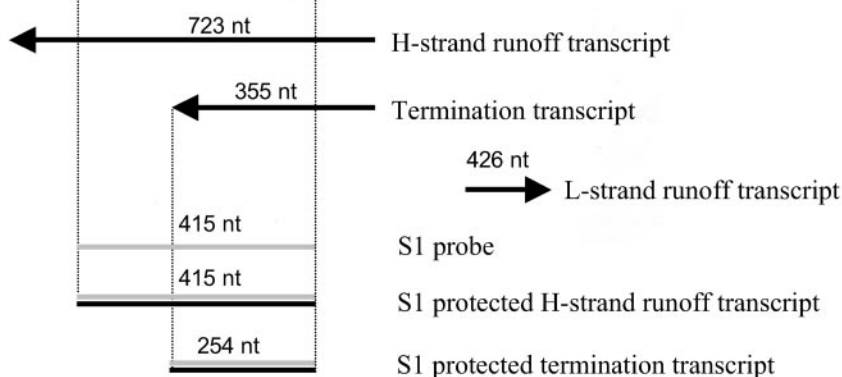 723 nt
H-strand runoff transcript
355 nt
Termination transcript
426 nt
L-strand runoff transcript
415 nt
S1 probe
415 nt
S1 protected H-strand runoff transcript
254 nt
S1 protected termination transcript